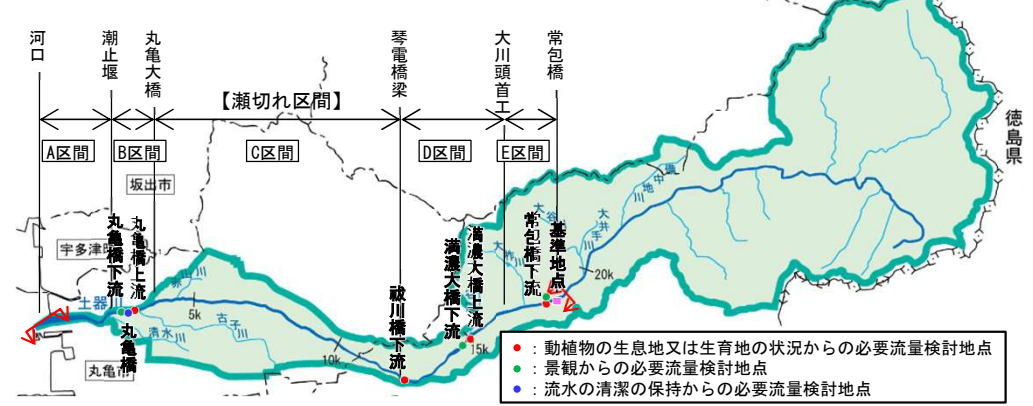 河口
潮止堰
丸亀大橋
琴電橋梁
大川頭首工
常包橋
【瀬切れ区間】
A区間
B区間
C区間
D区間
E区間
徳島県
坂出市
丸亀橋下流
丸亀橋上流
土器川
丸亀橋
丸亀市
清水川
古子川
5k
10k
祓川橋下流
満濃大橋下流
満濃大橋上流
15k
常包橋下流
基準地点
大井手川
20k
：動植物の生息地又は生育地の状況からの必要流量検討地点
：景観からの必要流量検討地点
：流水の清潔の保持からの必要流量検討地点